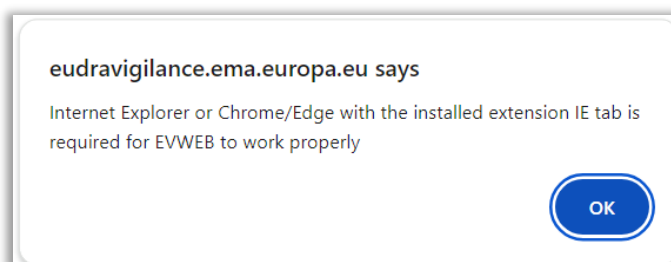 eudravigilance.ema.europa.eu says
Internet Explorer or Chrome/Edge with the installed extension IE tab is
required for EVWEB to work properly
OK